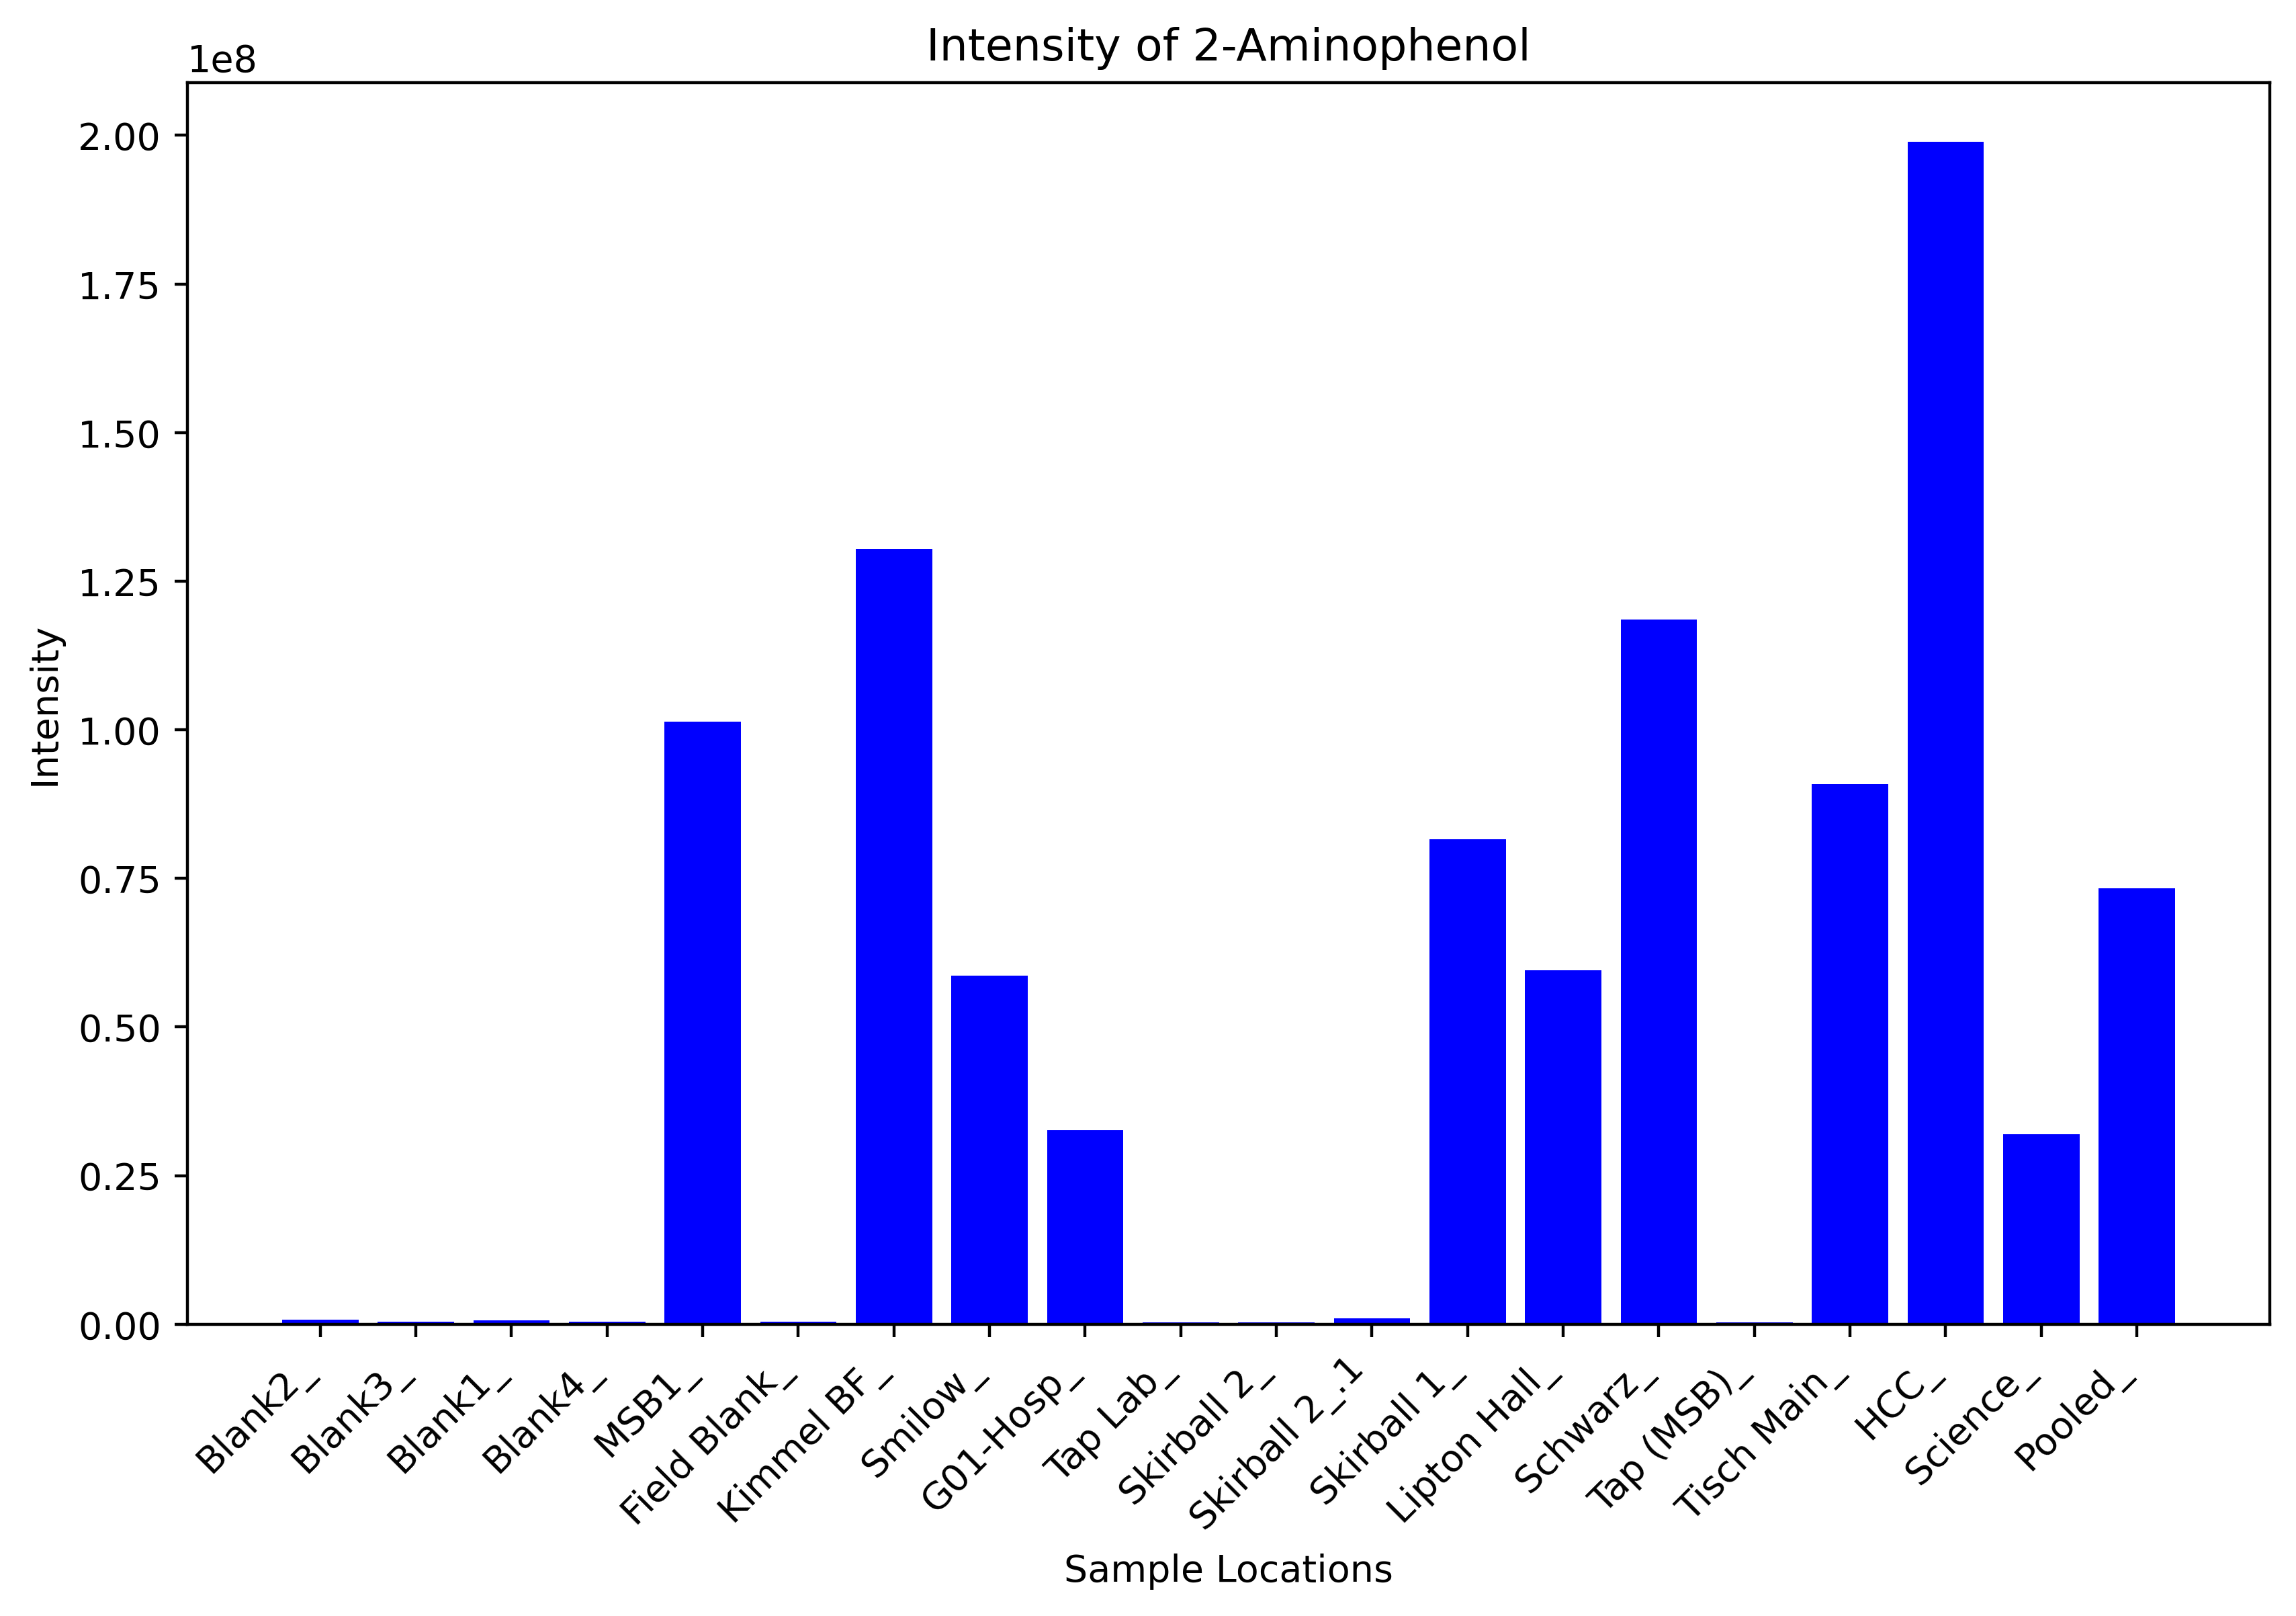 Intensity of 2-Aminophenol
1e8
2.00
1.75
1.50
1.25
1.00
0.75
0.50
0.25
0.00
Intensity
Blank2_
Blank3_
Blank1_
Blank4_
MSB1_
Field Blank_
Kimmel BF_
Smilow_
G01-Hosp_
Tap Lab_
Skirball 2_
Skirball 2_.1
Skirball 1_
Lipton Hall_
Schwarz_
Tap (MSB)_
Tisch Main_
HCC_
Science_
Pooled_
Sample Locations